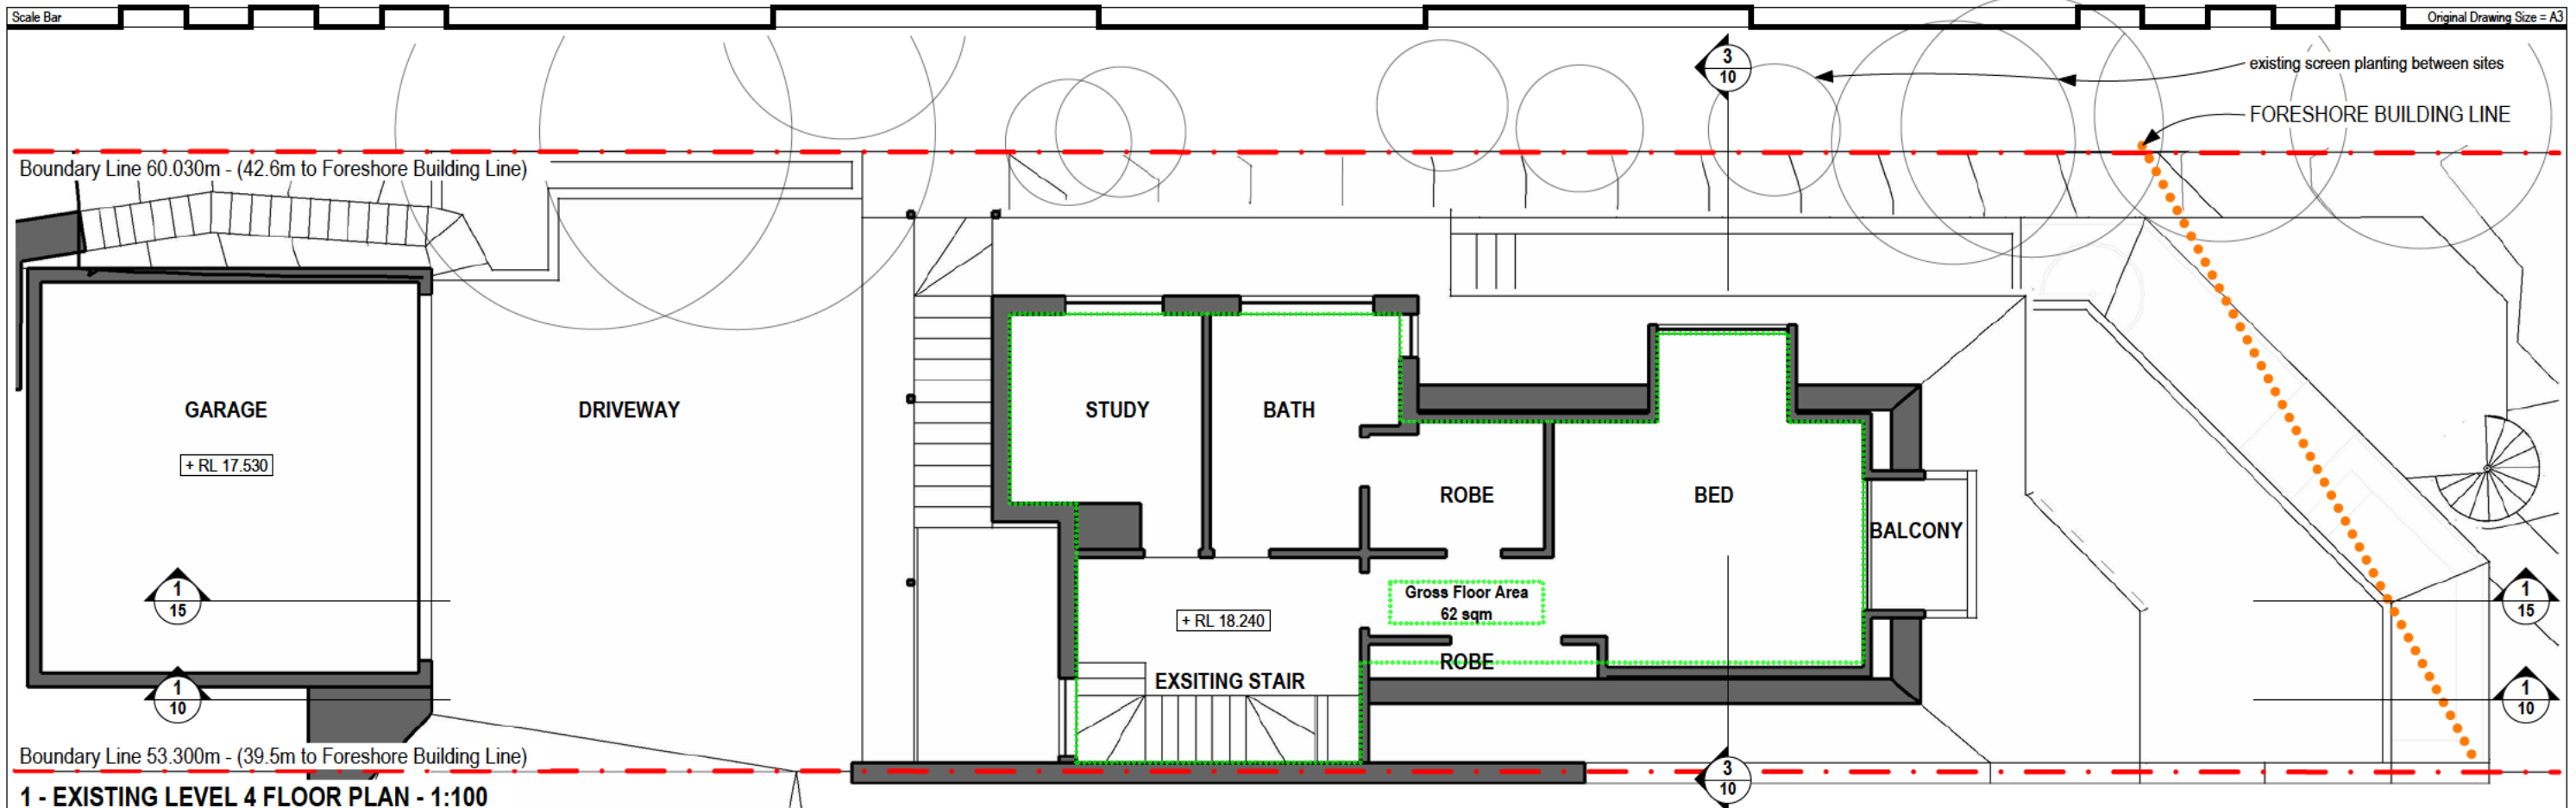 Scale Bar
Original Drawing Size = A3
3
10
existing screen planting between sites
FORESHORE BUILDING LINE
Boundary Line 60.030m - (42.6m to Foreshore Building Line)
GARAGE
DRIVEWAY
STUDY
BATH
+ RL 17.530
ROBE
BED
BALCONY
1
15
Gross Floor Area
62 sqm
+ RL 18.240
1
15
ROBE
EXSITING STAIR
1
10
1
10
Boundary Line 53.300m - (39.5m to Foreshore Building Line)
3
10
1 - EXISTING LEVEL 4 FLOOR PLAN - 1:100